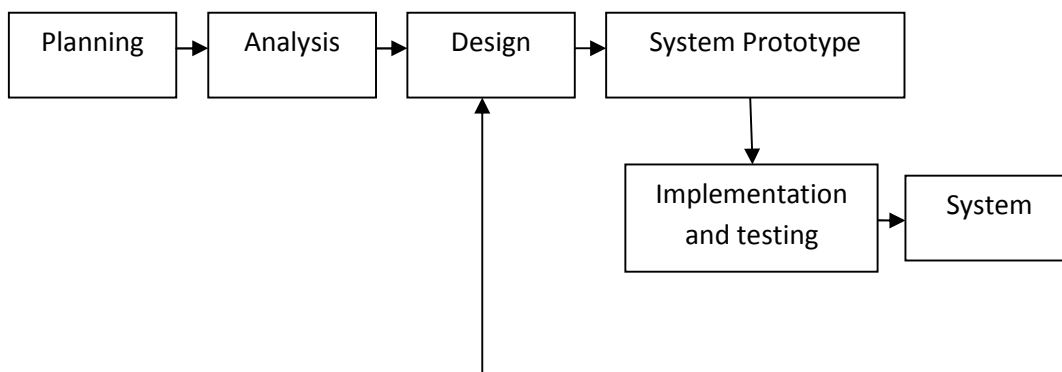 Planning
Analysis
Design
System Prototype
Implementation
and testing
System